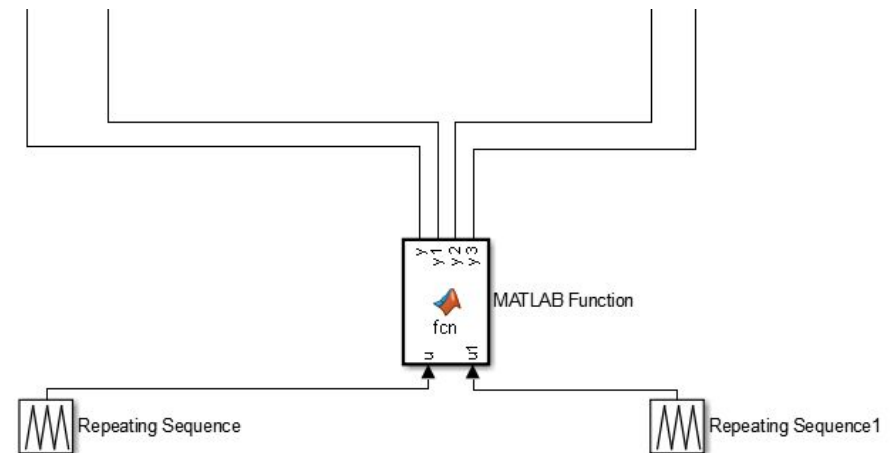 y
y1
y2
y3
MATLAB Function
fcn
u
u1
Repeating Sequence
Repeating Sequence1